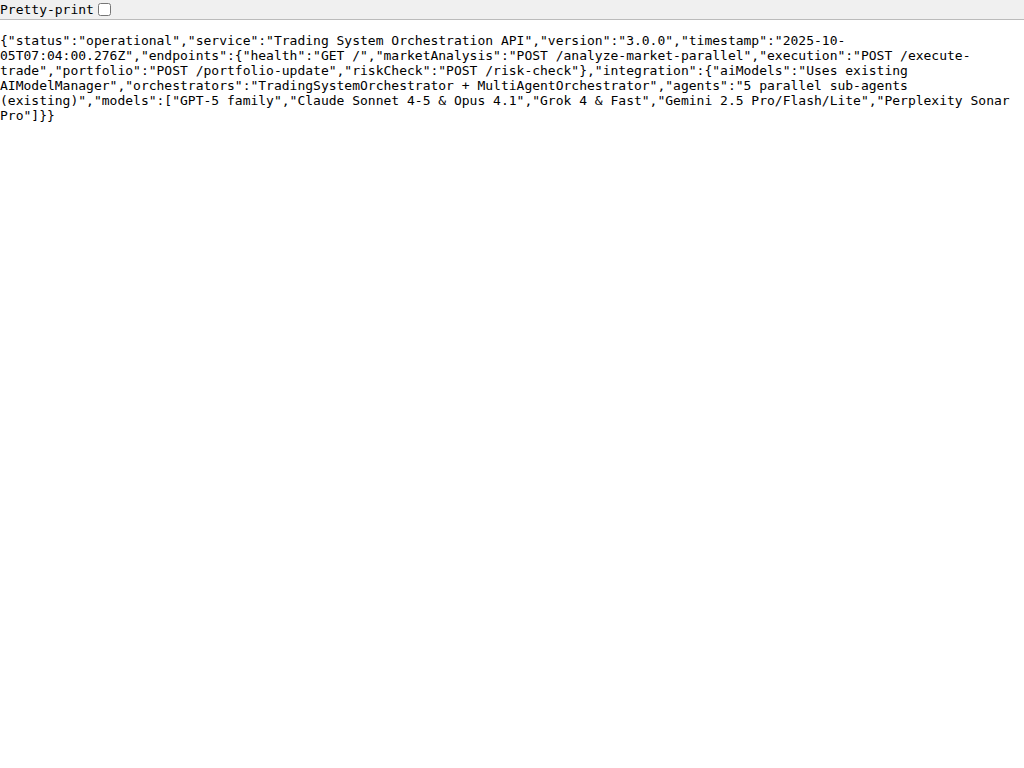 Pretty-print
{"status":"operational","service":"Trading System Orchestration API","version":"3.0.0","timestamp":"2025-10-
05T07:04:00.276Z","endpoints":{"health":"GET /","marketAnalysis":"POST /analyze-market-parallel","execution":"POST /execute-
trade","portfolio":"POST /portfolio-update","riskCheck":"POST /risk-check"},"integration":{"aiModels":"Uses existing
AIModelManager","orchestrators":"TradingSystemOrchestrator + MultiAgentOrchestrator","agents":"5 parallel sub-agents
(existing)","models":["GPT-5 family","Claude Sonnet 4-5 & Opus 4.1","Grok 4 & Fast","Gemini 2.5 Pro/Flash/Lite","Perplexity Sonar
Pro"]}}